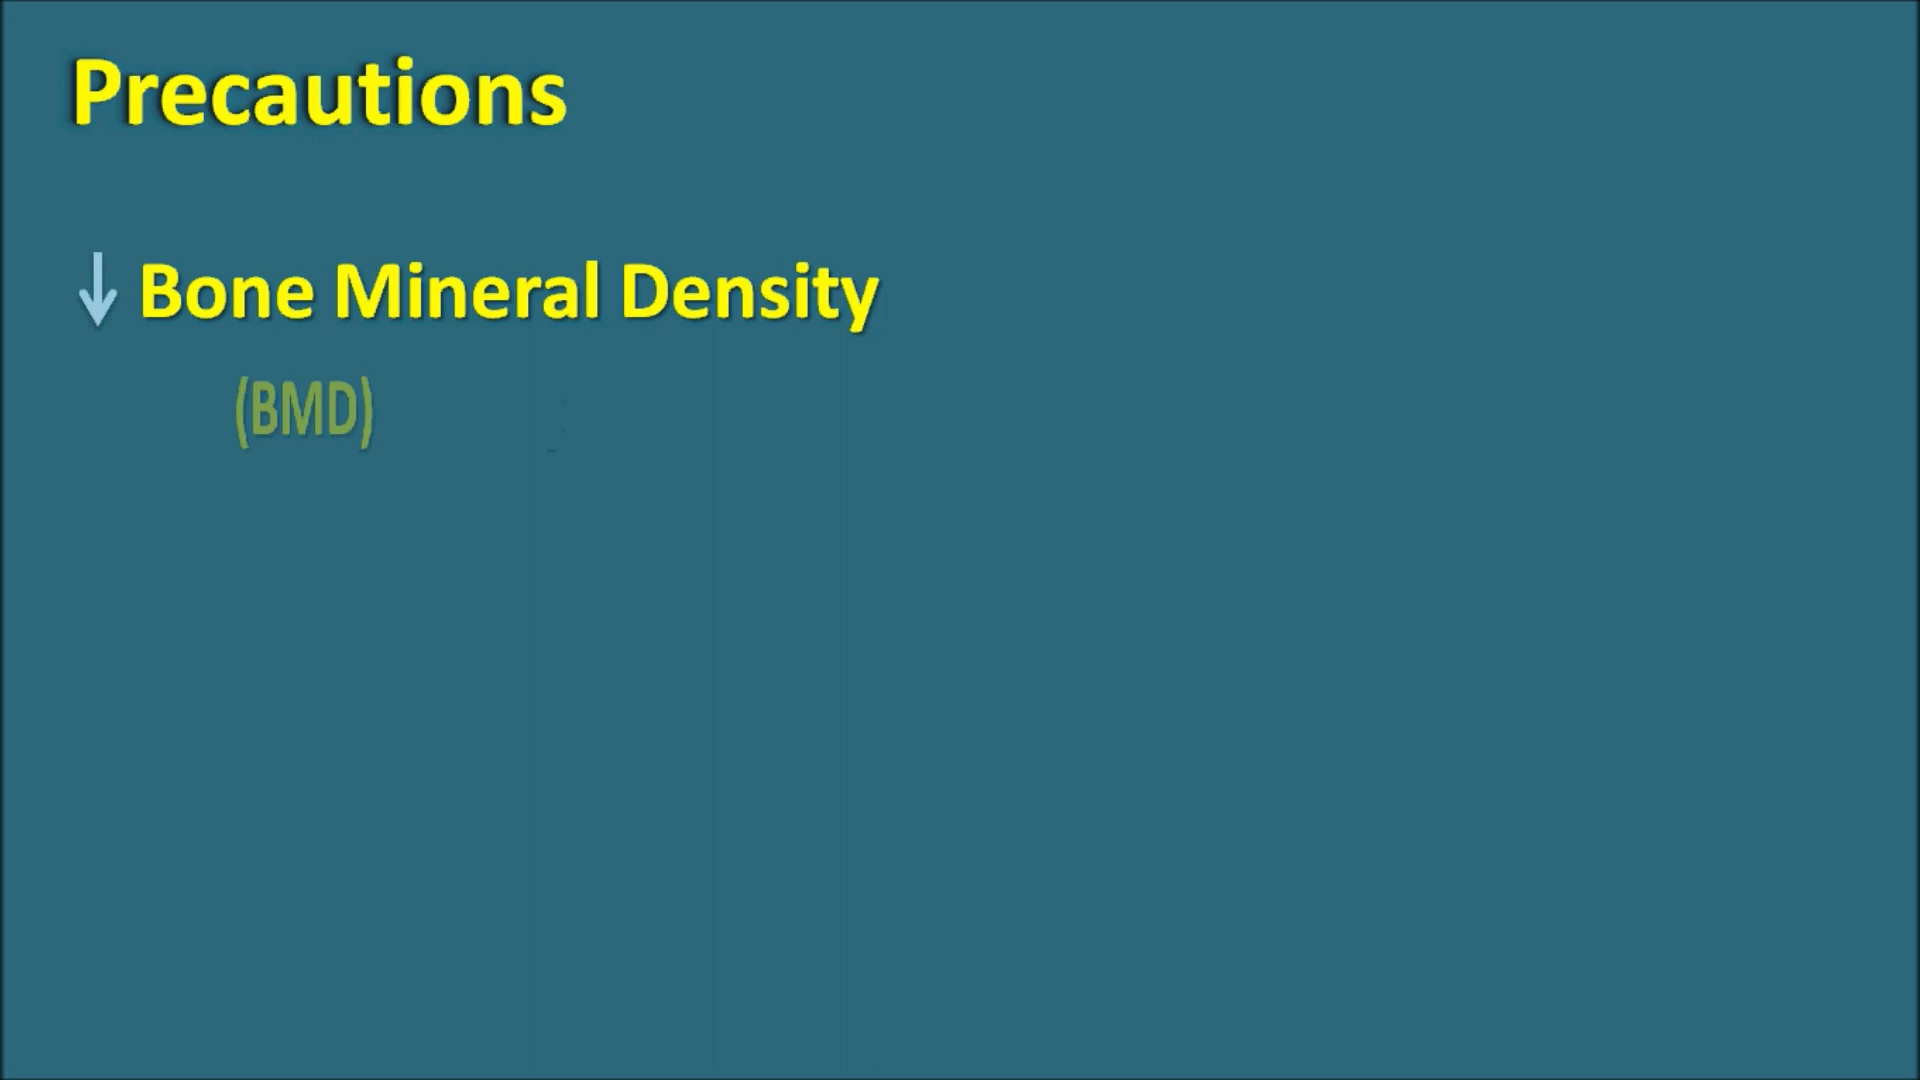 Precautions
↓ Bone Mineral Density
(BMD)